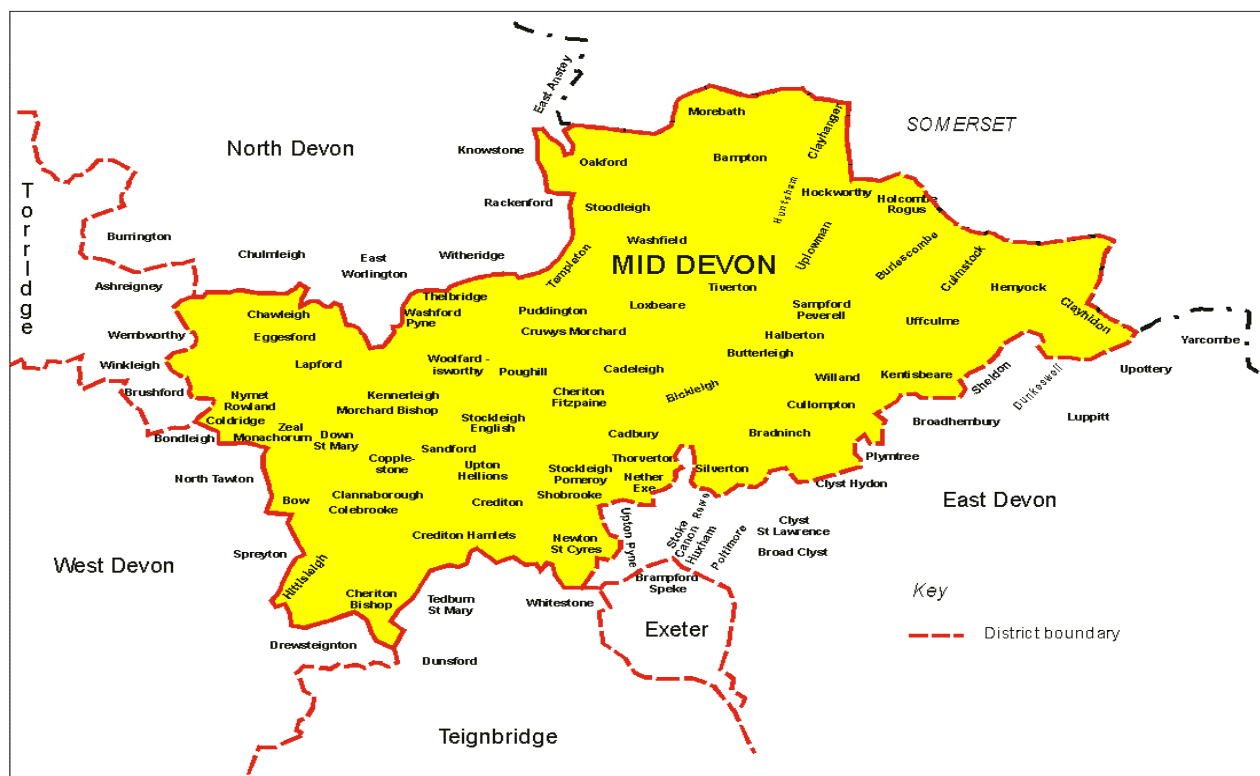 East Anstey
Morebath
Clayhanger
SOMERSET
North Devon
Knowstone
Oakford
Bampton
Torrridge
Rackenford
Stoodleigh
Huntsham
Hockworthy
Holcombe
Rogus
Burrington
Chulmleigh
East
Worlington
Witheridge
Templeton
Washfield
MID DEVON
Uplowman
Burlescombe
Culmstock
Ashreigney
Thelbridge
Tiverton
Hemyock
Chawleigh
Washford
Pyne
Puddington
Loxbeare
Sampford
Peverell
Clayhidon
Wembworthy
Eggesford
Cruwys Morchard
Halberton
Uffculme
Yarcombe
Winkleigh
Lapford
Woolfard -
isworthy
Poughill
Cadeleigh
Butterleigh
Willand
Kentisbeare
Sheldon
Dunkeswell
Upottery
Brushford
Nymet
Rowland
Kennerleigh
Morchard Bishop
Cheriton
Fitzpaine
Bickleigh
Cullompton
Broadhembury
Luppitt
Coldridge
Zeal
Monachorum
Down
St Mary
Stockleigh
English
Bondleigh
Sandford
Cadbury
Bradninch
Plymtree
North Tawton
Copple-
stone
Upton
Hellions
Stockleigh
Pomeroy
Thorverton
Nether
Exe
Silverton
Clyst Hydon
Bow
Clannaborough
Colebrooke
Crediton
Shobrooke
Rewe
East Devon
Crediton Hamlets
Newton
St Cyres
Upton Pyne
Stoke
Canon
Huxham
Poltimore
Clyst
St Lawrence
Broad Clyst
West Devon
Spreyton
Hittisleigh
Cheriton
Bishop
Tedburn
St Mary
Whitestone
Brampford
Speke
Key
Exeter
District boundary
Drewsteignton
Dunsford
Teignbridge